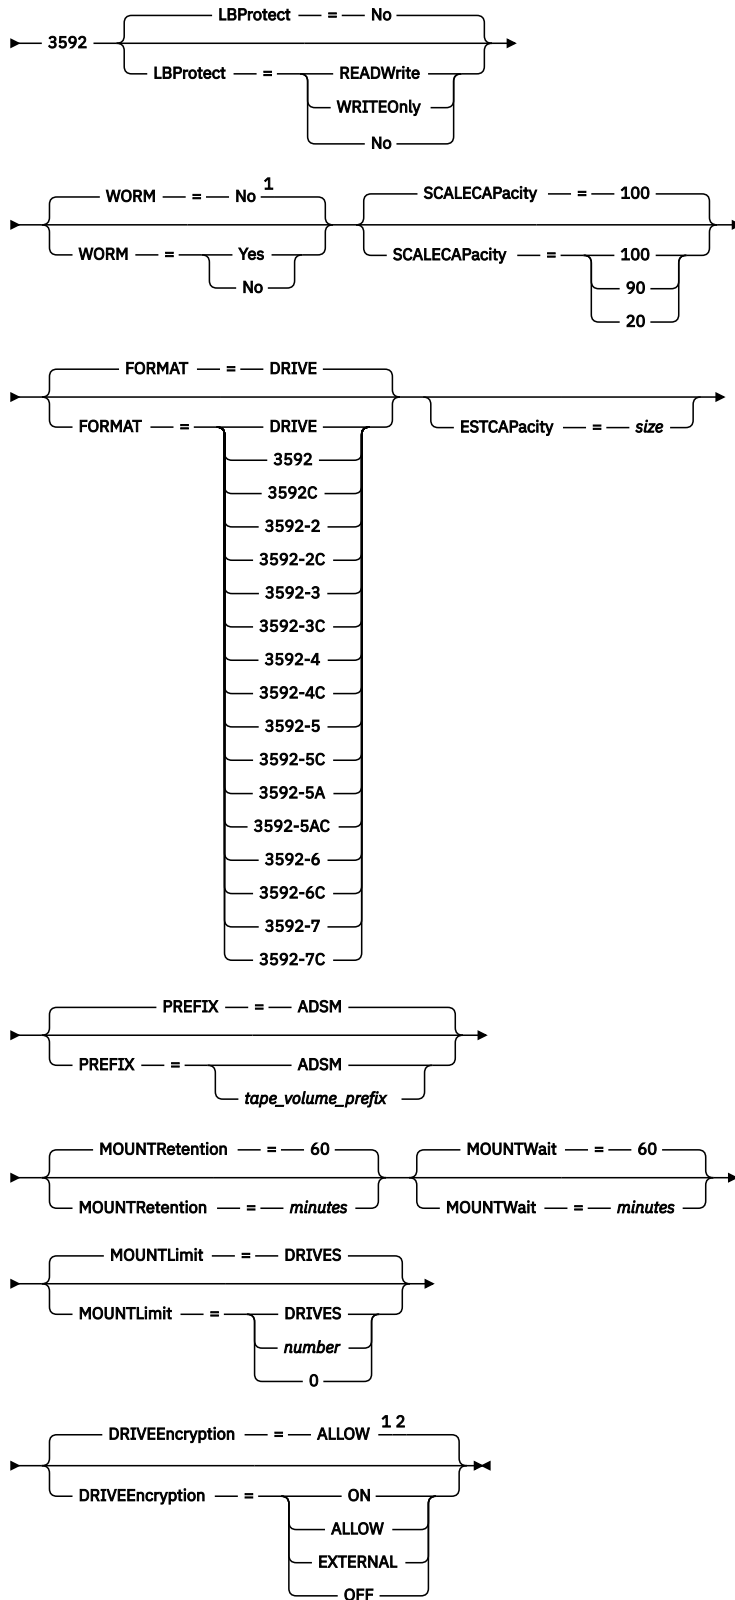 LBProtect = No
3592
LBProtect = READWrite
WRITEOnly
No
WORM = No 1 SCALECAPacity = 100
WORM = Yes SCALECAPacity = 100
No 90
20
FORMAT = DRIVE
FORMAT = DRIVE ESTCAPacity = size
3592
3592C
3592-2
3592-2C
3592-3
3592-3C
3592-4
3592-4C
3592-5
3592-5C
3592-5A
3592-5AC
3592-6
3592-6C
3592-7
3592-7C
PREFIX = ADSM
PREFIX = ADSM
tape_volume_prefix
MOUNTRetention = 60 MOUNTWait = 60
MOUNTRetention = minutes MOUNTWait = minutes
MOUNTLimit = DRIVES
MOUNTLimit = DRIVES
number
0
DRIVEEncryption = ALLOW 1 2
DRIVEEncryption = ON
ALLOW
EXTERNAL
OFF